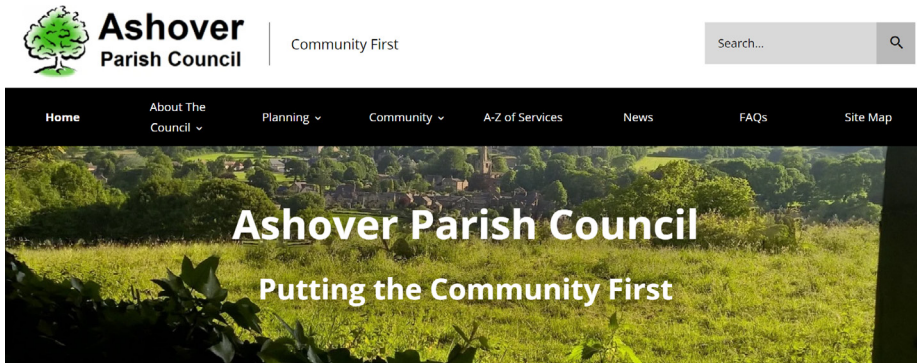 Ashover
Parish Council
Community First
Search...
Home
About The
Council
Planning
Community
A-Z of Services
News
FAQs
Site Map
Ashover Parish Council
Putting the Community First